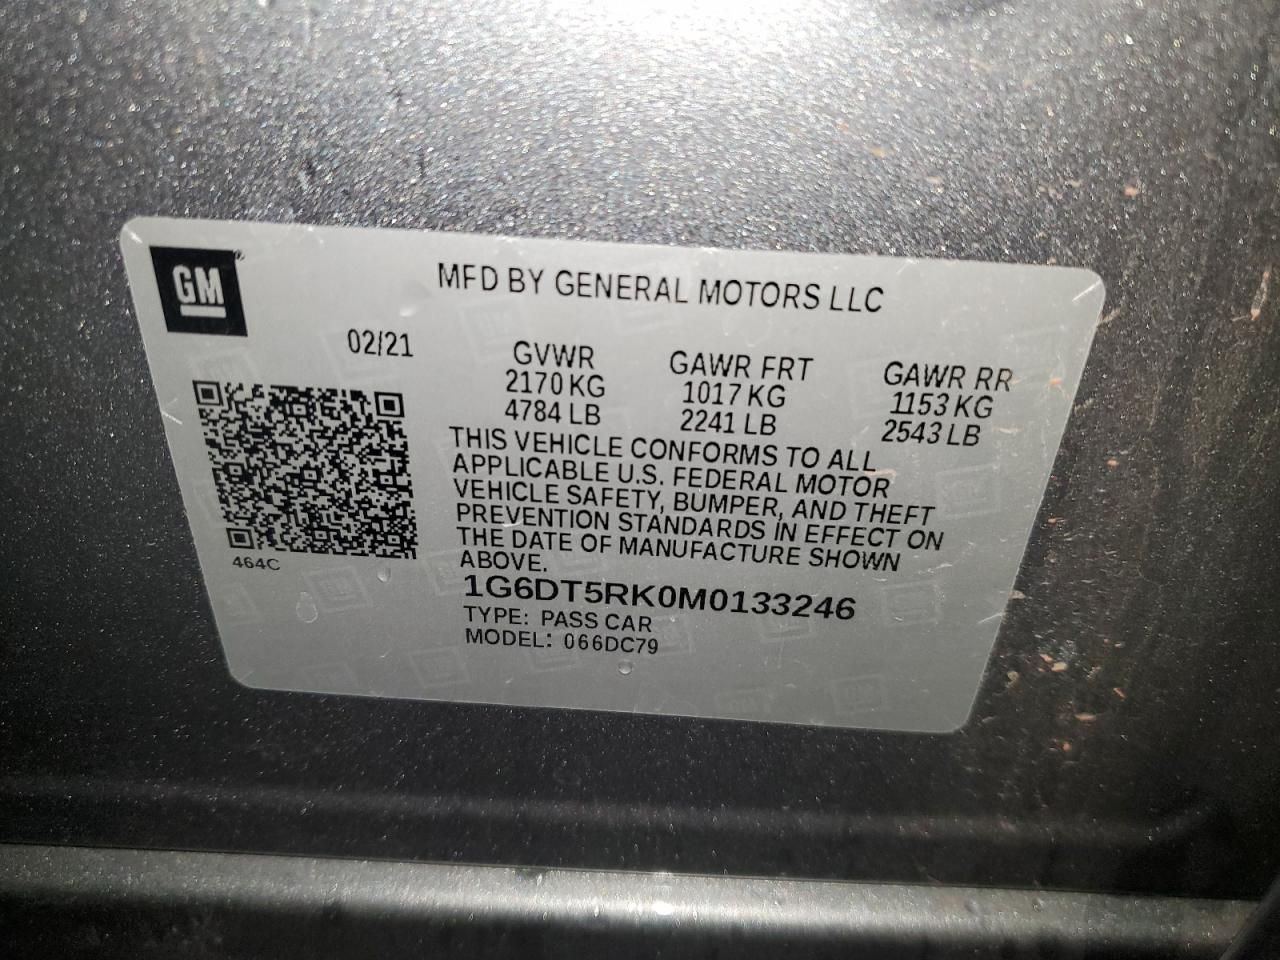 GM
MFD BY GENERAL MOTORS LLC
02/21
GVWR
2170 KG
4784 LB
GAWR FRT
1017 KG
2241 LB
GAWR RR
1153 KG
2543 LB
THIS VEHICLE CONFORMS TO ALL
APPLICABLE U.S. FEDERAL MOTOR
VEHICLE SAFETY, BUMPER, AND THEFT
PREVENTION STANDARDS IN EFFECT ON
THE DATE OF MANUFACTURE SHOWN
ABOVE.
464C
1G6DT5RK0M0133246
TYPE: PASS CAR
MODEL: 066DC79